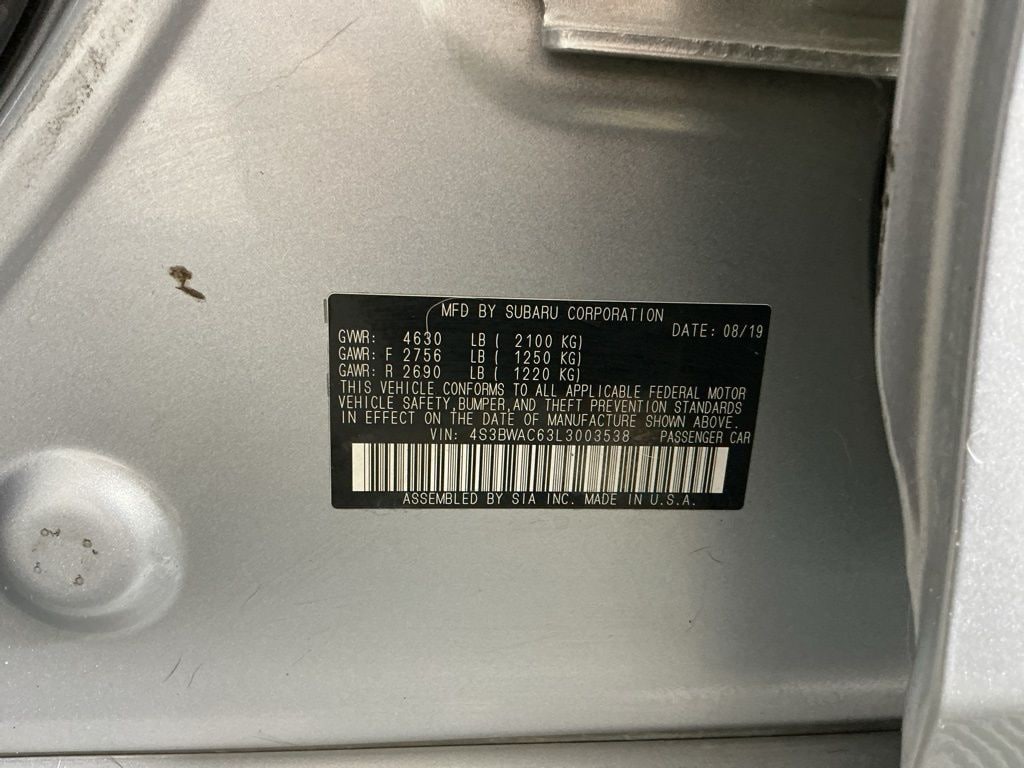 MFD BY SUBARU CORPORATION
DATE: 08/19
GVWR: 4630 LB ( 2100 KG)
GAWR: F 2756 LB ( 1250 KG)
GAWR: R 2690 LB ( 1220 KG)
THIS VEHICLE CONFORMS TO ALL APPLICABLE FEDERAL MOTOR
VEHICLE SAFETY,BUMPER,AND THEFT PREVENTION STANDARDS
IN EFFECT ON THE DATE OF MANUFACTURE SHOWN ABOVE.
VIN: 4S3BWAC63L3003538 PASSENGER CAR
ASSEMBLED BY SIA INC. MADE IN U.S.A.